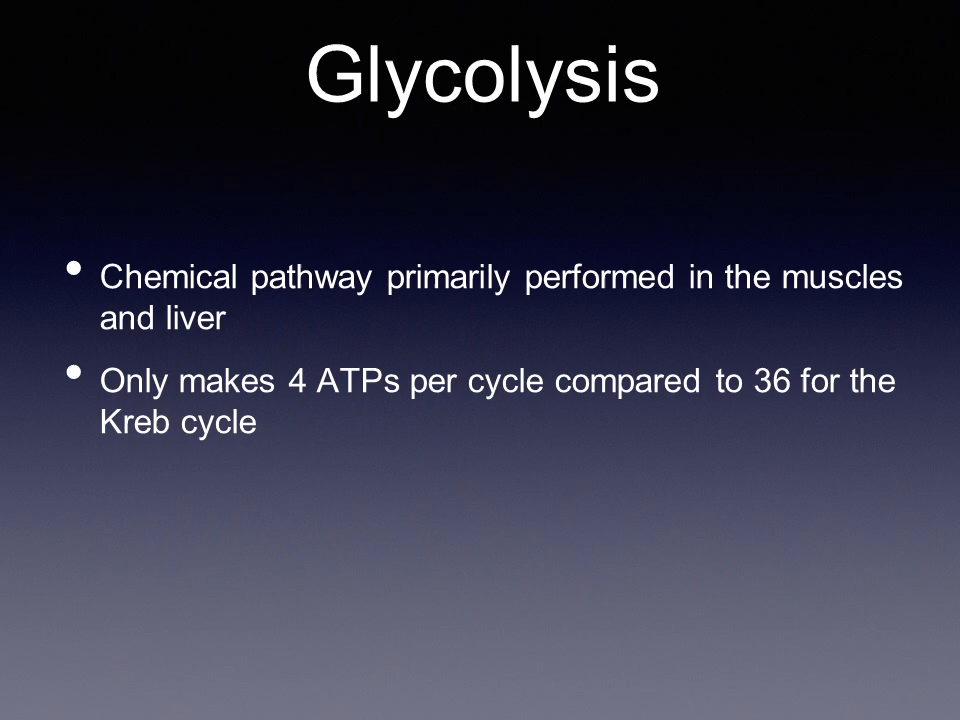 Glycolysis
• Chemical pathway primarily performed in the muscles
and liver
• Only makes 4 ATPs per cycle compared to 36 for the
Kreb cycle